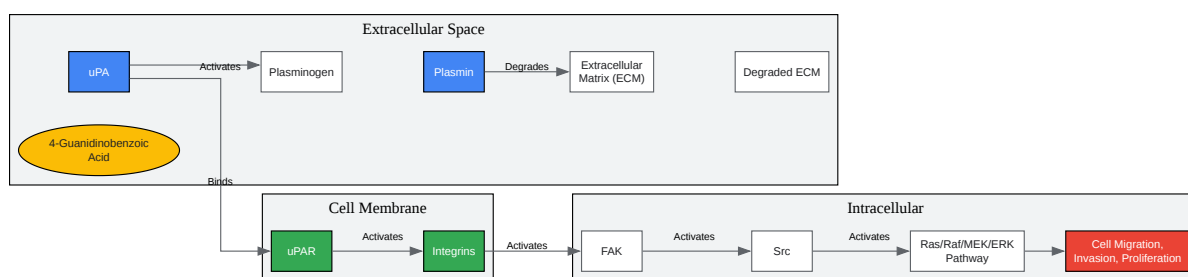 Extracellular Space
uPA
Activates
Plasminogen
Plasmin
Degrades
Extracellular
Matrix (ECM)
Degraded ECM
4-Guanidinobenzoic
Acid
Binds
Cell Membrane
uPAR
Activates
Integrins
Activates
Intracellular
FAK
Activates
Src
Activates
Ras/Raf/MEK/ERK
Pathway
Cell Migration,
Invasion, Proliferation